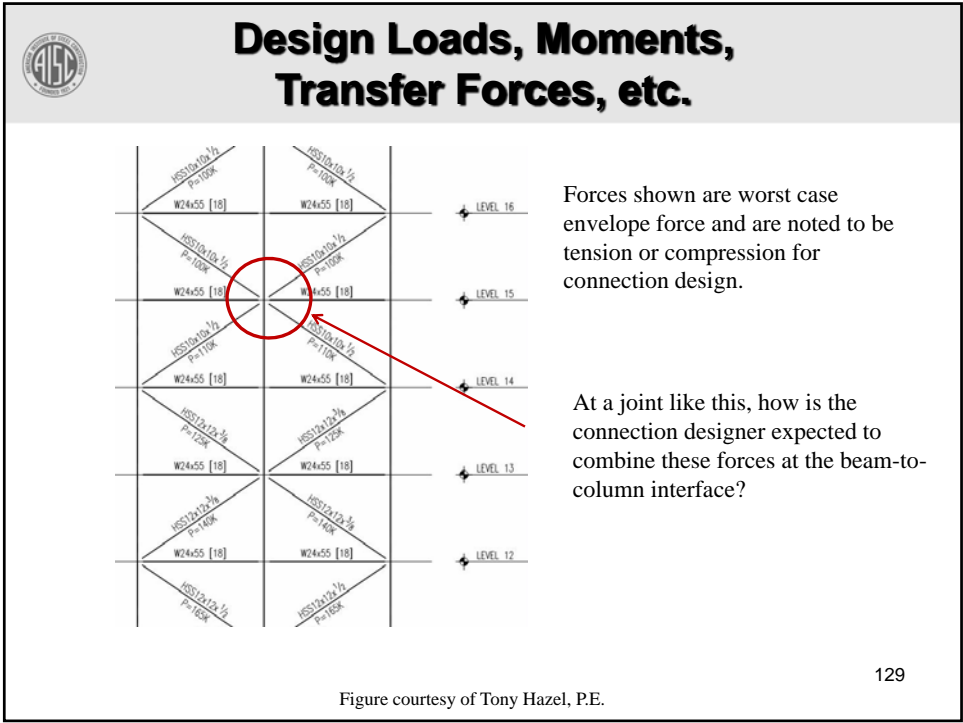 AISC
Design Loads, Moments,
Transfer Forces, etc.
HSS10x10x1/2
P=100K
HSS10x10x1/2
P=100K
W24x55 [18]
W24x55 [18]
LEVEL 16
HSS10x10x1/2
P=100K
HSS10x10x1/2
P=100K
W24x55 [18]
W24x55 [18]
LEVEL 15
HSS10x10x1/2
P=110K
HSS10x10x1/2
P=110K
W24x55 [18]
W24x55 [18]
LEVEL 14
HSS12x12x3/8
P=125K
HSS12x12x3/8
P=125K
W24x55 [18]
W24x55 [18]
LEVEL 13
HSS12x12x3/8
P=140K
HSS12x12x3/8
P=140K
W24x55 [18]
W24x55 [18]
LEVEL 12
HSS12x12x1/2
P=165K
HSS12x12x1/2
P=165K
Forces shown are worst case
envelope force and are noted to be
tension or compression for
connection design.
At a joint like this, how is the
connection designer expected to
combine these forces at the beam-to-
column interface?
129
Figure courtesy of Tony Hazel, P.E.